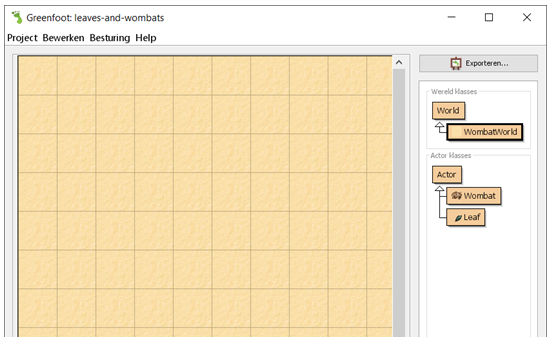 Greenfoot: leaves-and-wombats
Project Bewerken Besturing Help
Exporteren...
Wereld klasses
World
WombatWorld
Actor klasses
Actor
Wombat
Leaf